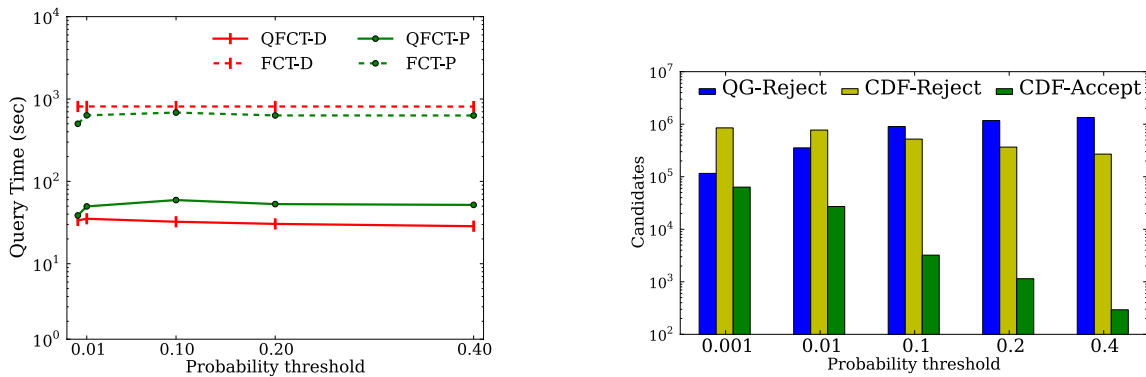 10^4
10^3
10^2
10^1
10^0
Query Time (sec)
QFCT-D
QFCT-P
FCT-D
FCT-P
0.01 0.10 0.20 0.40
Probability threshold
10^7
10^6
10^5
10^4
10^3
10^2
Candidates
QG-Reject CDF-Reject CDF-Accept
0.001 0.01 0.1 0.2 0.4
Probability threshold